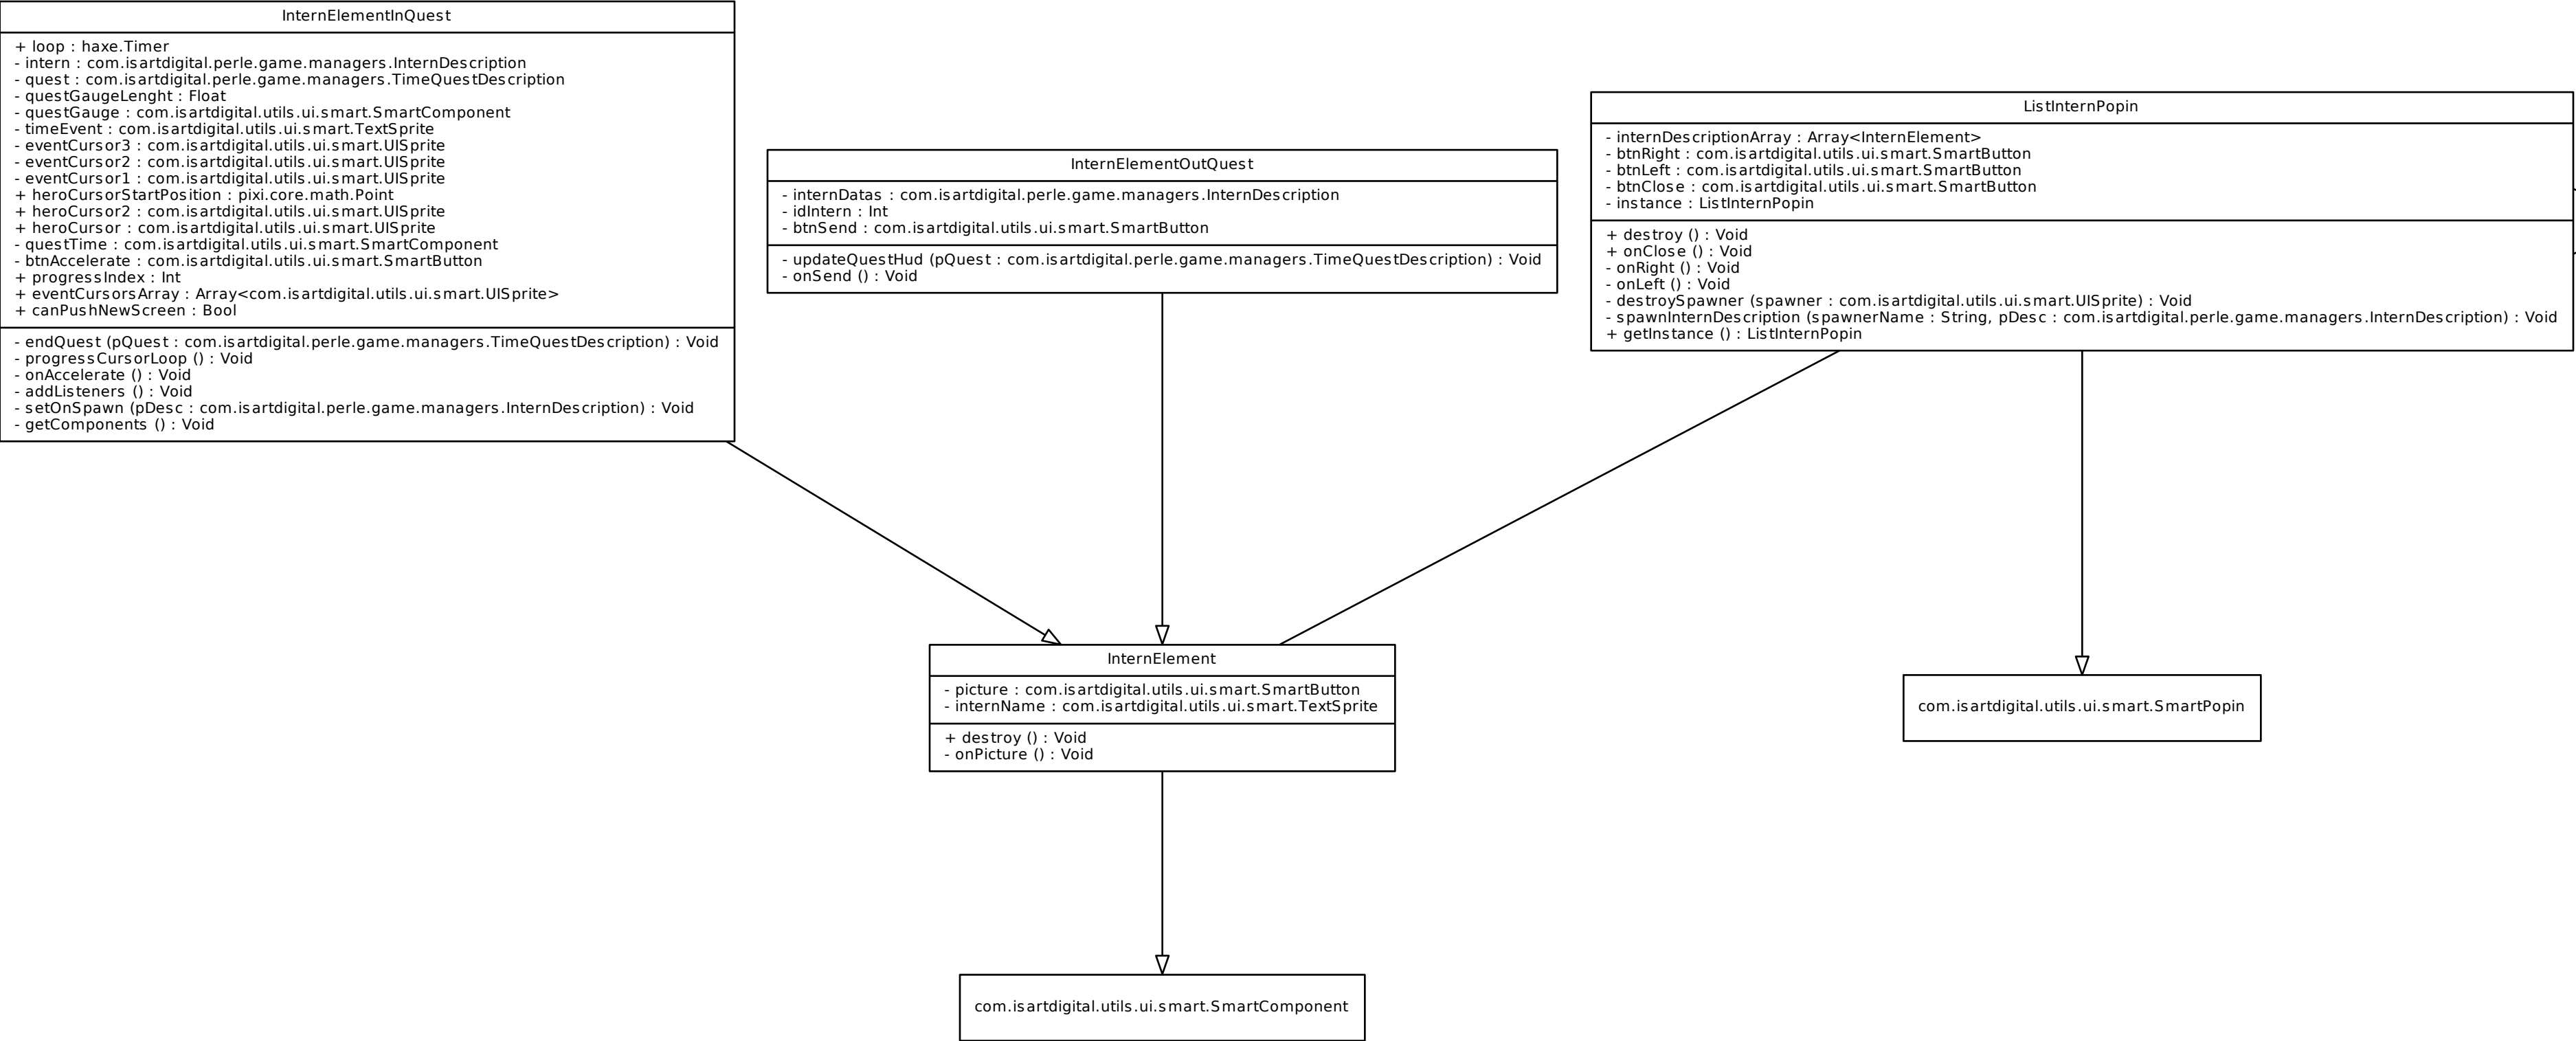 InternElementInQuest
+ loop : haxe.Timer
- intern : com.isartdigital.perle.game.managers.InternDescription
- quest : com.isartdigital.perle.game.managers.TimeQuestDescription
- questGaugeLenght : Float
- questGauge : com.isartdigital.utils.ui.smart.SmartComponent
- timeEvent : com.isartdigital.utils.ui.smart.TextSprite
- eventCursor3 : com.isartdigital.utils.ui.smart.UISprite
- eventCursor2 : com.isartdigital.utils.ui.smart.UISprite
- eventCursor1 : com.isartdigital.utils.ui.smart.UISprite
+ heroCursorStartPosition : pixi.core.math.Point
+ heroCursor2 : com.isartdigital.utils.ui.smart.UISprite
+ heroCursor : com.isartdigital.utils.ui.smart.UISprite
- questTime : com.isartdigital.utils.ui.smart.SmartComponent
- btnAccelerate : com.isartdigital.utils.ui.smart.SmartButton
+ progressIndex : Int
+ eventCursorsArray : Array<com.isartdigital.utils.ui.smart.UISprite>
+ canPushNewScreen : Bool
- endQuest (pQuest : com.isartdigital.perle.game.managers.TimeQuestDescription) : Void
- progressCursorLoop () : Void
- onAccelerate () : Void
- addListeners () : Void
- setOnSpawn (pDesc : com.isartdigital.perle.game.managers.InternDescription) : Void
- getComponents () : Void
InternElementOutQuest
- internDatas : com.isartdigital.perle.game.managers.InternDescription
- idIntern : Int
- btnSend : com.isartdigital.utils.ui.smart.SmartButton
- updateQuestHud (pQuest : com.isartdigital.perle.game.managers.TimeQuestDescription) : Void
- onSend () : Void
ListInternPopin
- internDescriptionArray : Array<InternElement>
- btnRight : com.isartdigital.utils.ui.smart.SmartButton
- btnLeft : com.isartdigital.utils.ui.smart.SmartButton
- btnClose : com.isartdigital.utils.ui.smart.SmartButton
- instance : ListInternPopin
+ destroy () : Void
+ onClose () : Void
- onRight () : Void
- onLeft () : Void
- destroySpawner (spawner : com.isartdigital.utils.ui.smart.UISprite) : Void
- spawnInternDescription (spawnerName : String, pDesc : com.isartdigital.perle.game.managers.InternDescription) : Void
+ getInstance () : ListInternPopin
InternElement
- picture : com.isartdigital.utils.ui.smart.SmartButton
- internName : com.isartdigital.utils.ui.smart.TextSprite
+ destroy () : Void
- onPicture () : Void
com.isartdigital.utils.ui.smart.SmartPopin
com.isartdigital.utils.ui.smart.SmartComponent